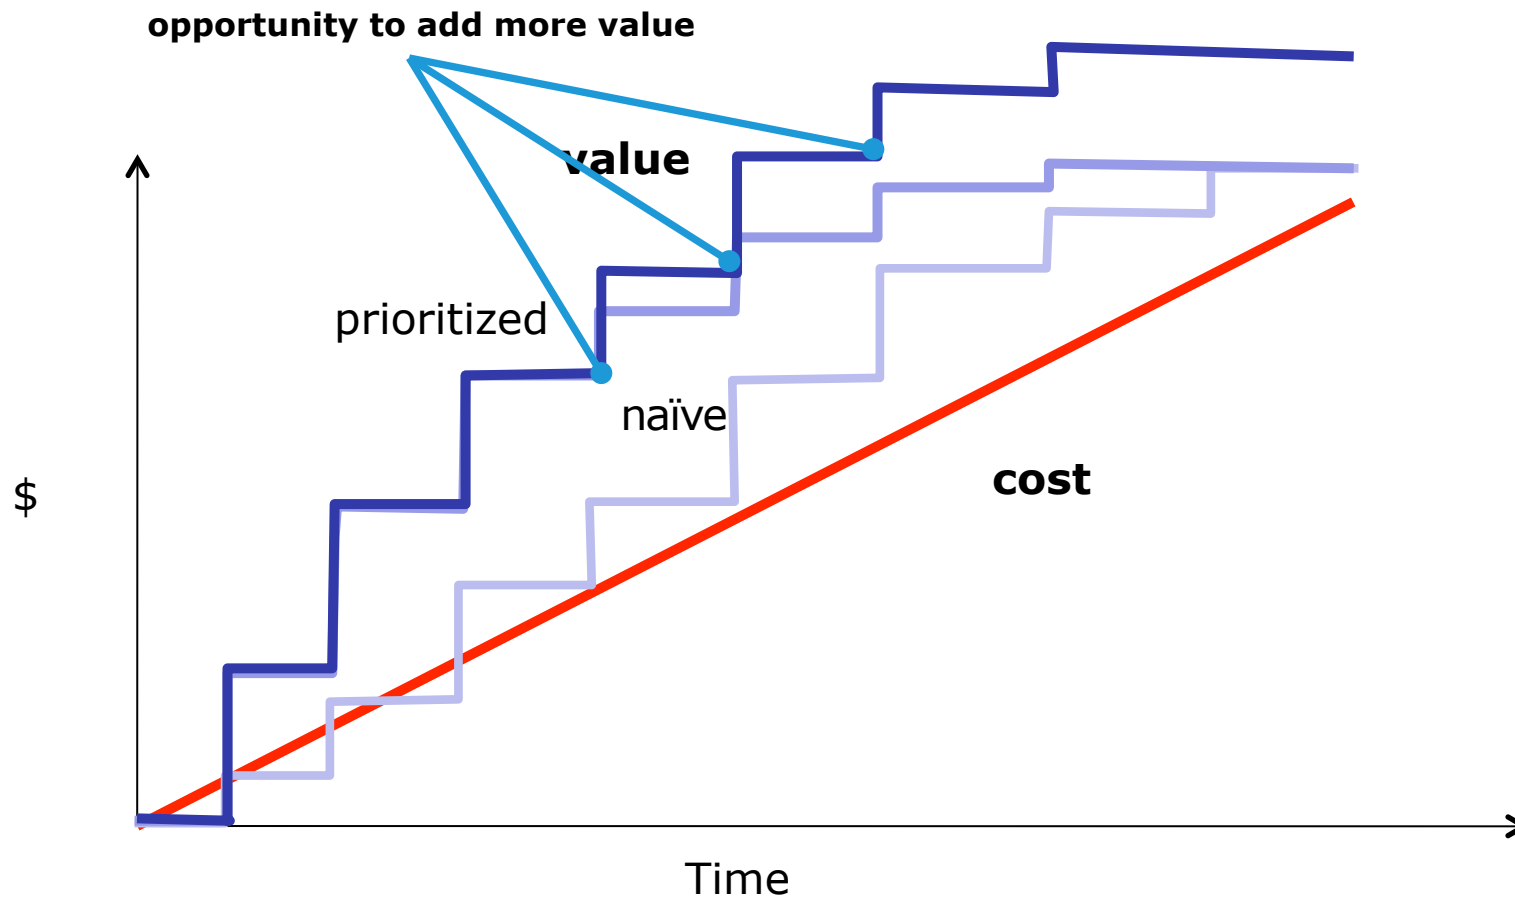 opportunity to add more value
value
prioritized
naïve
cost
$
Time